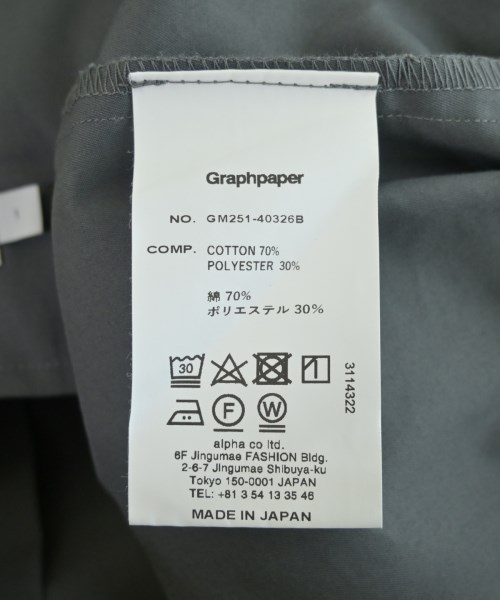 Graphpaper
NO. GM251-40326B
COMP. COTTON 70%
POLYESTER 30%
綿 70%
ポリエステル 30%
30
F
W
3114322
alpha co ltd.
6F Jingumae FASHION Bldg.
2-6-7 Jingumae Shibuya-ku
Tokyo 150-0001 JAPAN
TEL: +81 3 54 13 35 46
MADE IN JAPAN